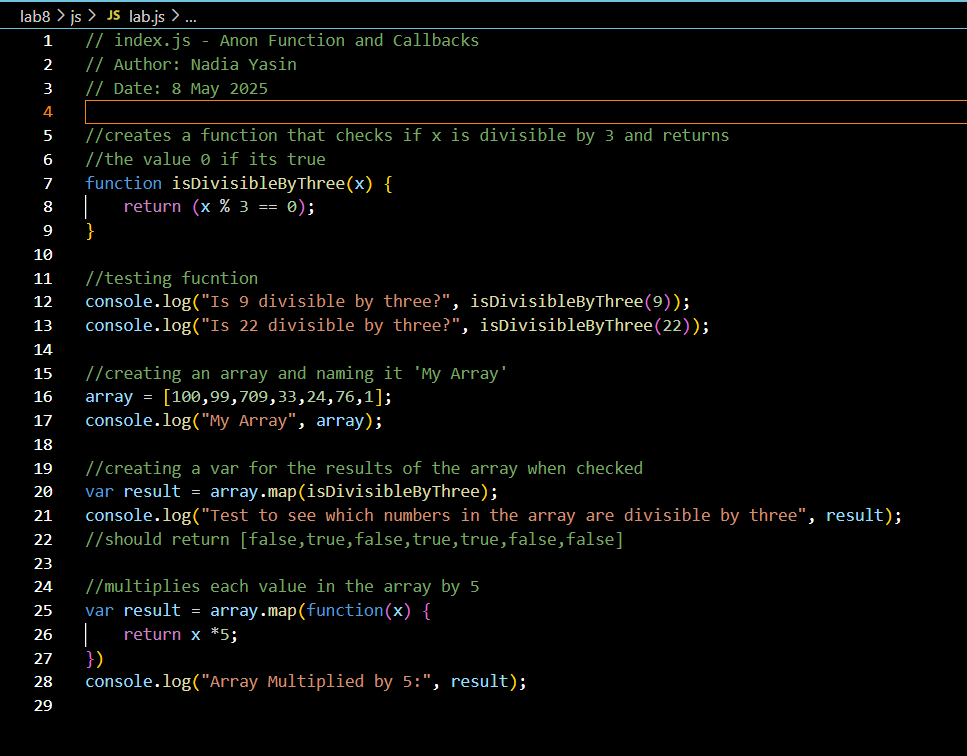 lab8 > js > JS lab.js > ...
1 // index.js - Anon Function and Callbacks
2 // Author: Nadia Yasin
3 // Date: 8 May 2025
4
5 //creates a function that checks if x is divisible by 3 and returns
6 //the value 0 if its true
7 function isDivisibleByThree(x) {
8     return (x % 3 == 0);
9 }
10
11 //testing fucntion
12 console.log("Is 9 divisible by three?", isDivisibleByThree(9));
13 console.log("Is 22 divisible by three?", isDivisibleByThree(22));
14
15 //creating an array and naming it 'My Array'
16 array = [100,99,709,33,24,76,1];
17 console.log("My Array", array);
18
19 //creating a var for the results of the array when checked
20 var result = array.map(isDivisibleByThree);
21 console.log("Test to see which numbers in the array are divisible by three", result);
22 //should return [false,true,false,true,true,false,false]
23
24 //multiplies each value in the array by 5
25 var result = array.map(function(x) {
26     return x *5;
27 })
28 console.log("Array Multiplied by 5:", result);
29